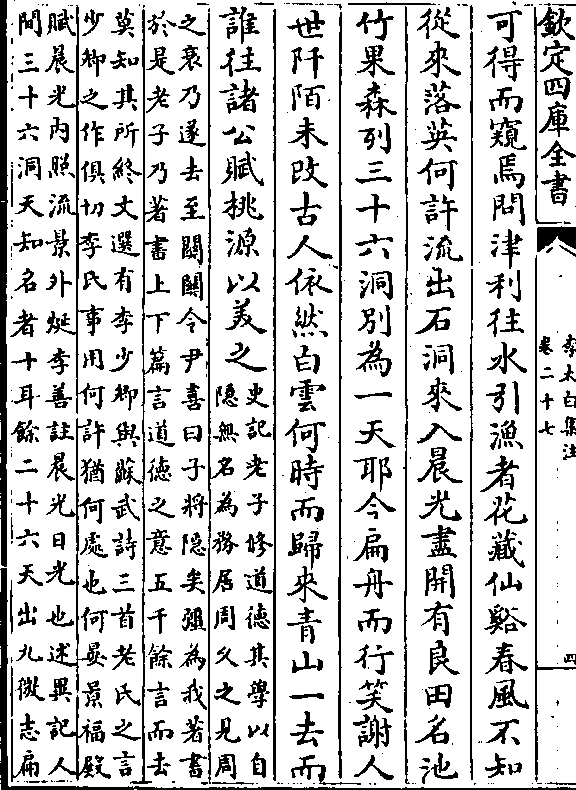 欽定四庫全書
李太白集注
卷二十七
四
可得而窺焉問津利往水引漁者花藏仙谿春風不知
從來落英何許流出石洞來入晨光盡開有良田名池
竹果森列三十六洞別為一天耶今扁舟而行笑謝人
世阡陌未改古人依然白雲何時而歸來青山一去而
誰往諸公賦桃源以美之
史記老子修道德其學以自
隱無名為務居周久之見周
之衰乃遂去至關關令尹喜曰子將隱矣彊為我著書
於是老子乃著書上下篇言道德之意五千餘言而去
莫知其所終文選有李少卿與蘇武詩三首老氏之言
少卿之作俱切李氏事用何許猶何處也何晏景福殿
賦晨光內照流景外烻李善註晨光日光也述異記人
間三十六洞天知名者十耳餘二十六天出九微志扁